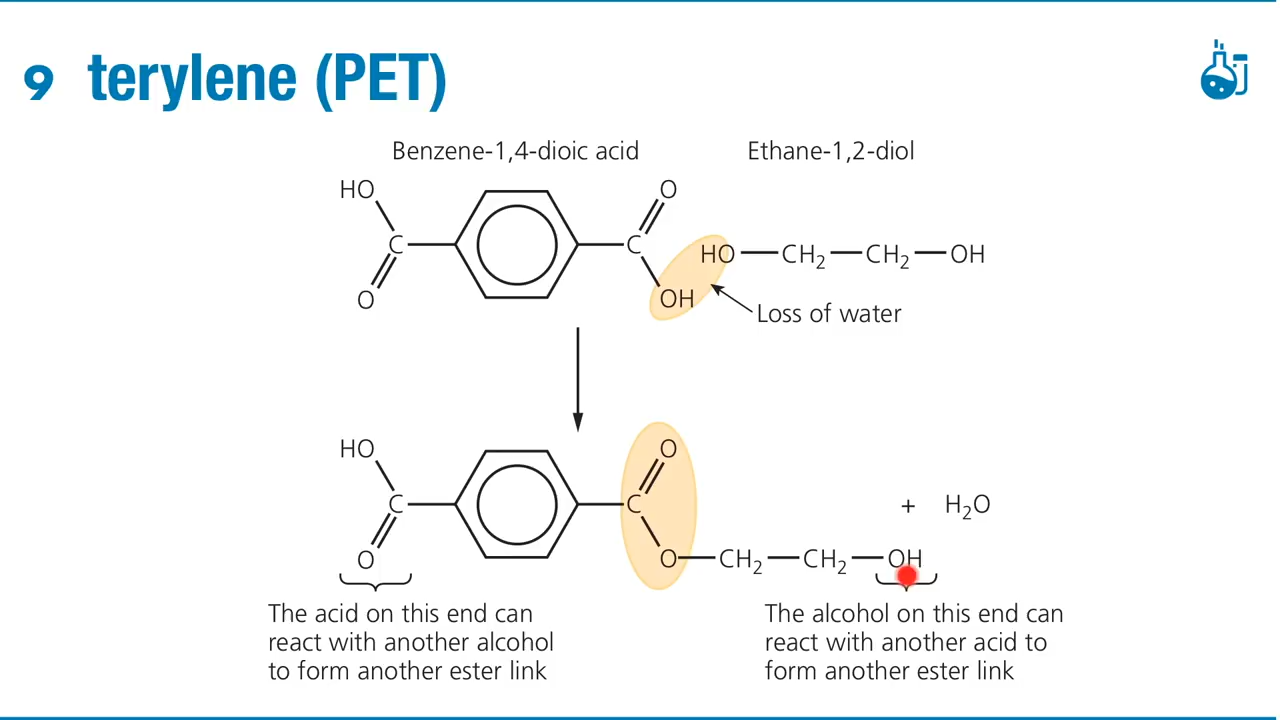 9 terylene (PET)
Benzene-1,4-dioic acid Ethane-1,2-diol
HO O
C C HO CH₂ CH₂ OH
O OH
Loss of water
HO O
C C + H₂O
O O CH₂ CH₂ OH
The acid on this end can
react with another alcohol
to form another ester link
The alcohol on this end can
react with another acid to
form another ester link